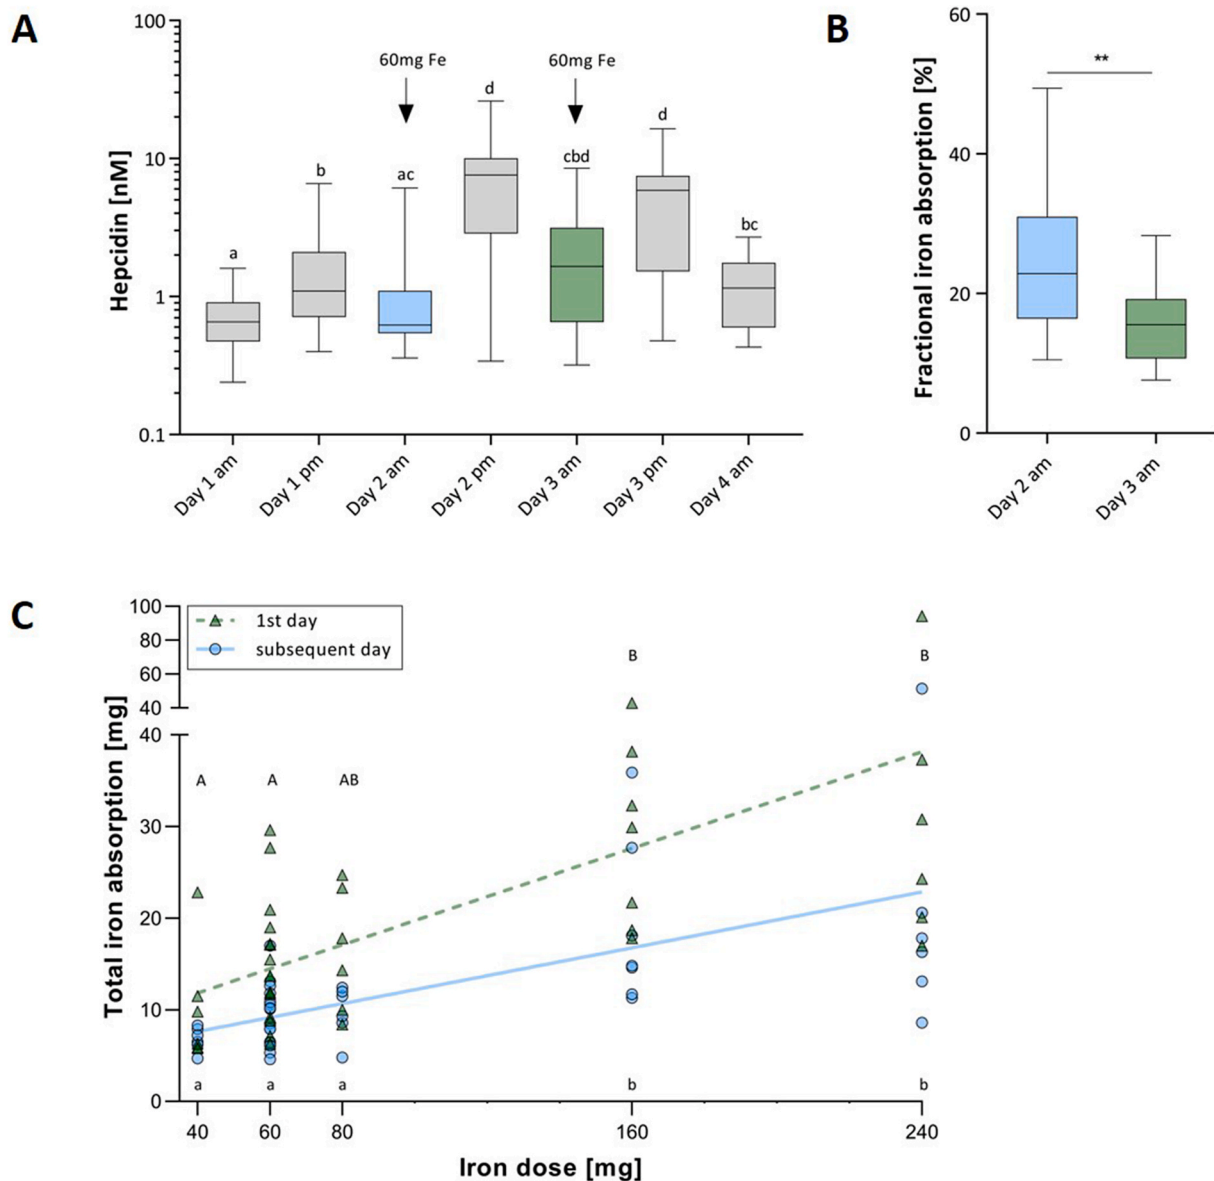 A
B
Hepcidin [nM]
100
10
1
0.1
60mg Fe
60mg Fe
a
b
ac
d
cbd
d
bc
Day 1 am
Day 1 pm
Day 2 am
Day 2 pm
Day 3 am
Day 3 pm
Day 4 am
Fractional iron absorption [%]
60
40
20
0
**
Day 2 am
Day 3 am
C
Total iron absorption [mg]
100
80
60
40
40
30
20
10
0
1st day
subsequent day
A
A
AB
B
B
a
a
a
b
b
40
60
80
160
240
Iron dose [mg]